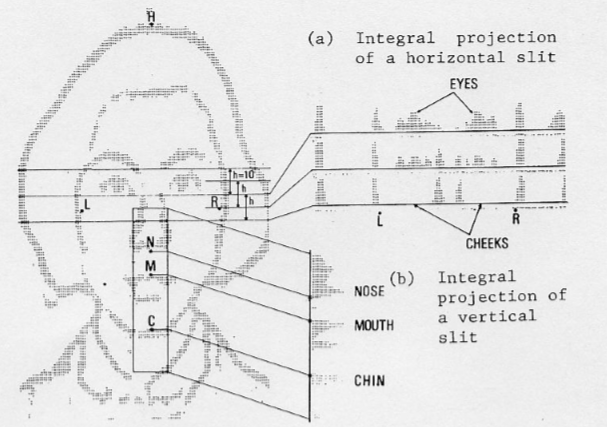 H
(a) Integral projection
of a horizontal slit
EYES
h=10
h
h
L
R
L
R
CHEEKS
N
M
C
NOSE
MOUTH
CHIN
(b) Integral
projection of
a vertical
slit